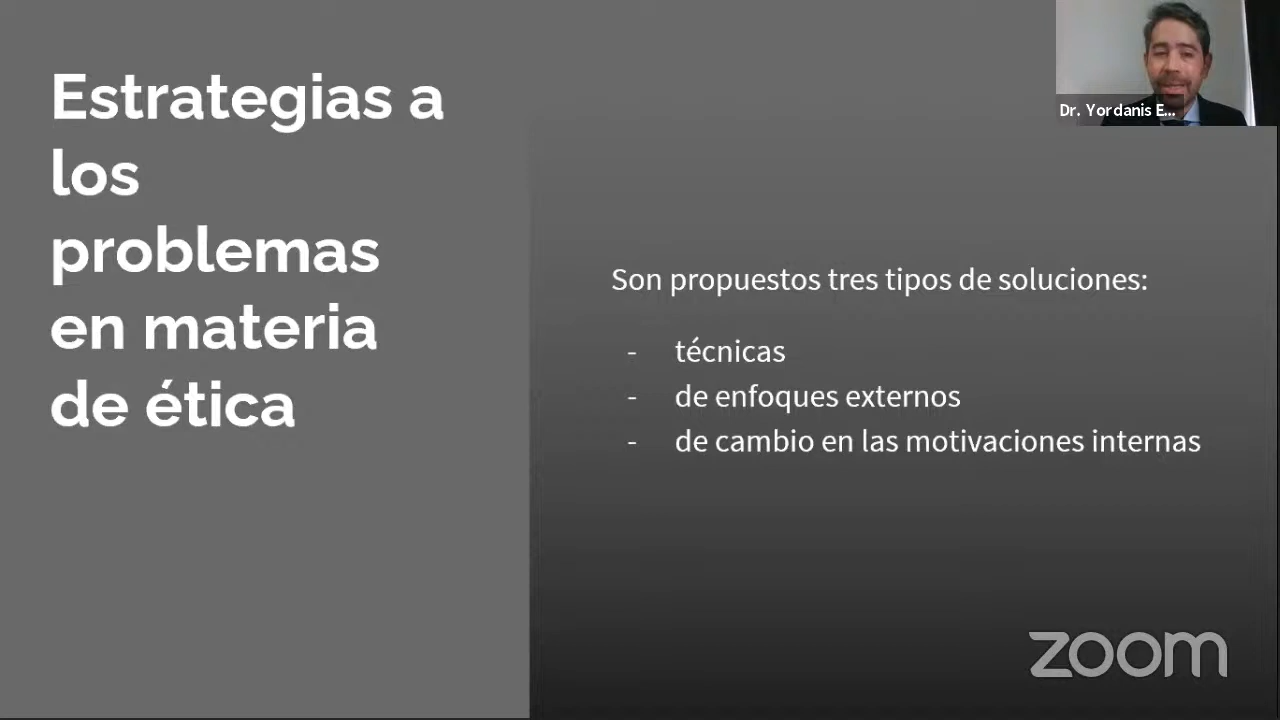 Estrategias a
los
problemas
en materia
de ética
Dr. Yordanis E...
Son propuestos tres tipos de soluciones:
- técnicas
- de enfoques externos
- de cambio en las motivaciones internas
zoom